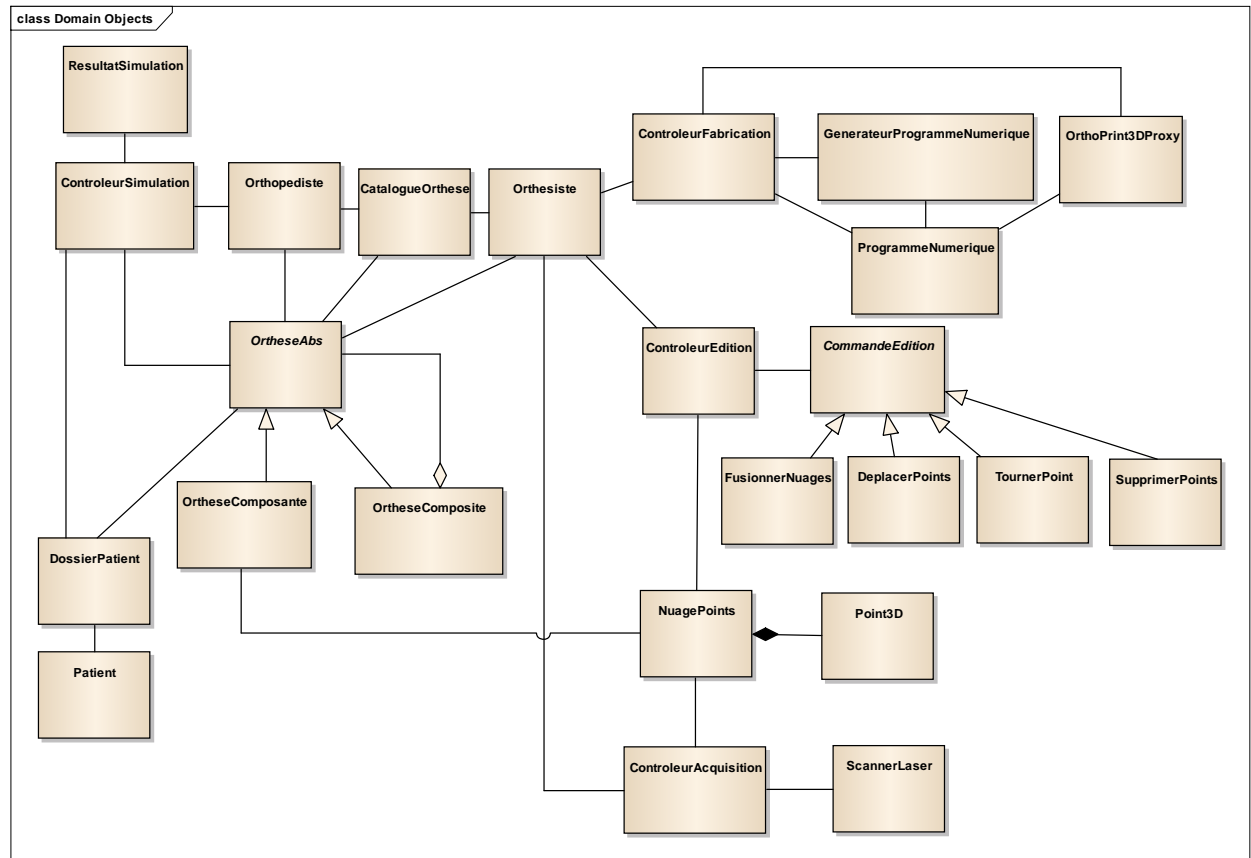 class Domain Objects
ResultatSimulation
ControleurFabrication
GenerateurProgrammeNumerique
OrthoPrint3DProxy
ControleurSimulation
Orthopediste
CatalogueOrthese
Orthesiste
ProgrammeNumerique
OrtheseAbs
ControleurEdition
CommandeEdition
FusionnerNuages
DeplacerPoints
TournerPoint
SupprimerPoints
OrtheseComposante
OrtheseComposite
DossierPatient
NuagePoints
Point3D
Patient
ControleurAcquisition
ScannerLaser